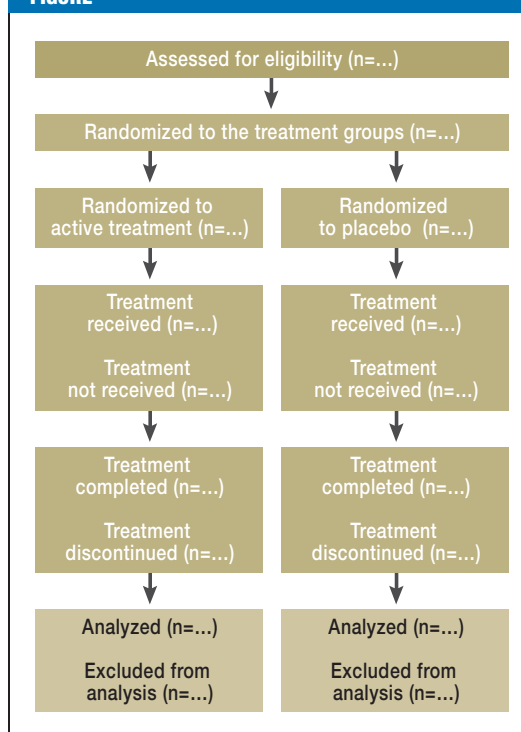 Assessed for eligibility (n=...)
Randomized to the treatment groups (n=...)
Randomized to
active treatment (n=...)
Randomized
to placebo (n=...)
Treatment
received (n=...)
Treatment
not received (n=...)
Treatment
received (n=...)
Treatment
not received (n=...)
Treatment
completed (n=...)
Treatment
discontinued (n=...)
Treatment
completed (n=...)
Treatment
discontinued (n=...)
Analyzed (n=...)
Excluded from
analysis (n=...)
Analyzed (n=...)
Excluded from
analysis (n=...)